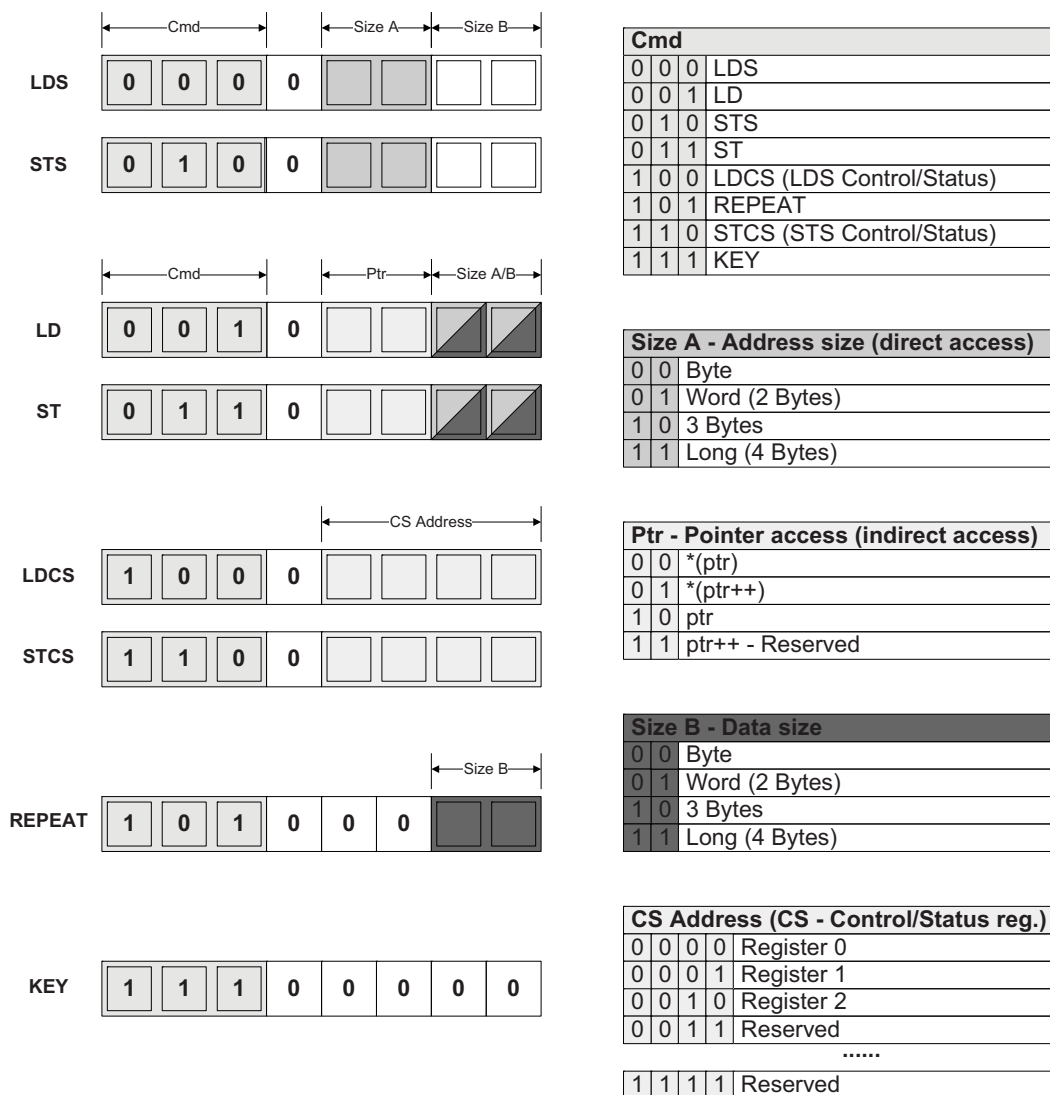 Cmd Size A Size B
LDS 0 0 0 0
STS 0 1 0 0
Cmd Ptr Size A/B
LD 0 0 1 0
ST 0 1 1 0
CS Address
LDCS 1 0 0 0
STCS 1 1 0 0
Size B
REPEAT 1 0 1 0 0 0
KEY 1 1 1 0 0 0 0 0
Cmd
0 0 0 LDS
0 0 1 LD
0 1 0 STS
0 1 1 ST
1 0 0 LDCS (LDS Control/Status)
1 0 1 REPEAT
1 1 0 STCS (STS Control/Status)
1 1 1 KEY
Size A - Address size (direct access)
0 0 Byte
0 1 Word (2 Bytes)
1 0 3 Bytes
1 1 Long (4 Bytes)
Ptr - Pointer access (indirect access)
0 0 *(ptr)
0 1 *(ptr++)
1 0 ptr
1 1 ptr++ - Reserved
Size B - Data size
0 0 Byte
0 1 Word (2 Bytes)
1 0 3 Bytes
1 1 Long (4 Bytes)
CS Address (CS - Control/Status reg.)
0 0 0 0 Register 0
0 0 0 1 Register 1
0 0 1 0 Register 2
0 0 1 1 Reserved
......
1 1 1 1 Reserved